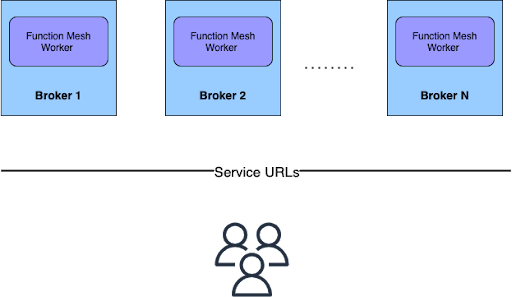 Function Mesh
Worker
Broker 1
Function Mesh
Worker
Broker 2
........
Function Mesh
Worker
Broker N
Service URLs